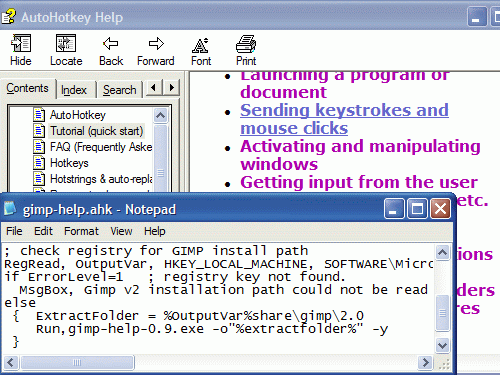 AutoHotkey Help
Hide Locate Back Forward Font Print
Contents Index Search
AutoHotkey
Tutorial (quick start)
FAQ (Frequently Aske
Hotkeys
Hotstrings & auto-repla
Launching a program or
document
Sending keystrokes and
mouse clicks
Activating and manipulating
windows
Getting input from the user
etc.
gimp-help.ahk - Notepad
File Edit Format View Help
; check registry for GIMP install path
RegRead, OutputVar, HKEY_LOCAL_MACHINE, SOFTWARE\Micro
if ErrorLevel=1 ; registry key not found.
MsgBox, Gimp v2 installation path could not be read
else
{ ExtractFolder = %OutputVar%share\gimp\2.0
Run,gimp-help-0.9.exe -o"%extractfolder%" -y
}